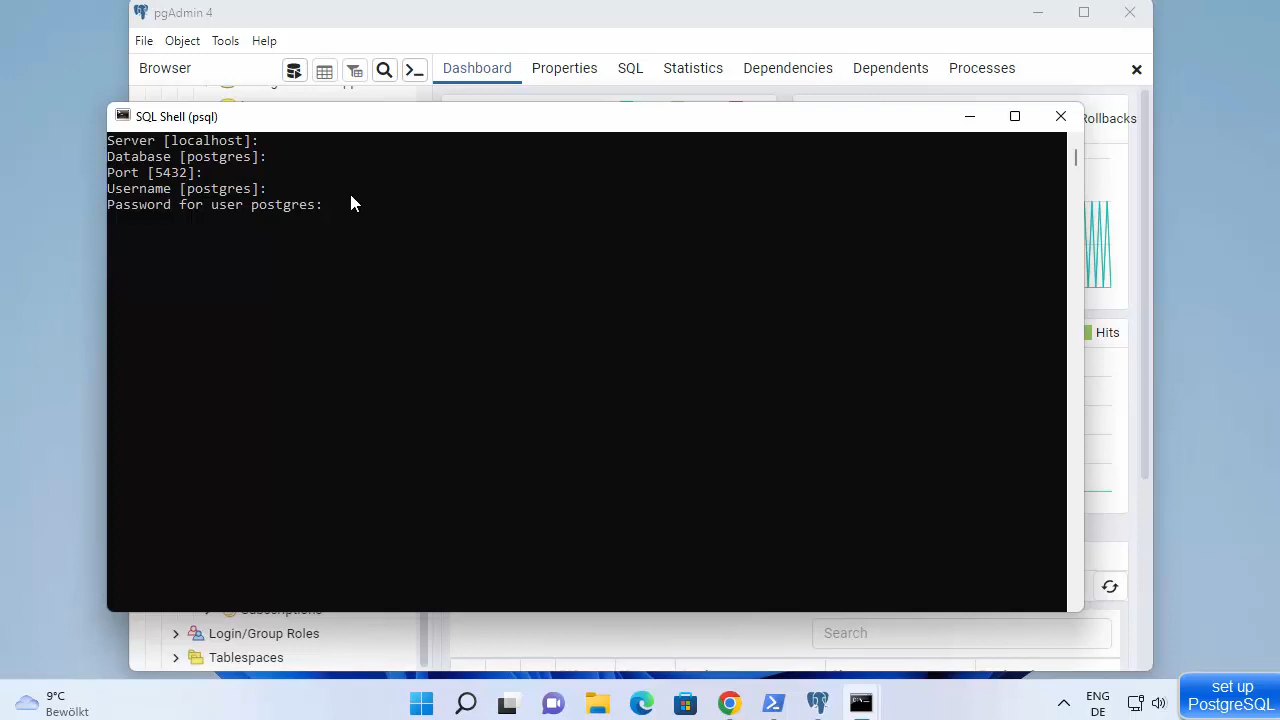 pgAdmin 4
File Object Tools Help
Browser
Dashboard Properties SQL Statistics Dependencies Dependents Processes
SQL Shell (psql)
Rollbacks
Server [localhost]:
Database [postgres]:
Port [5432]:
Username [postgres]:
Password for user postgres:
Hits
Subscriptions
Login/Group Roles
Search
Tablespaces
9°C
Bewölkt
ENG
DE
set up
PostgreSQL